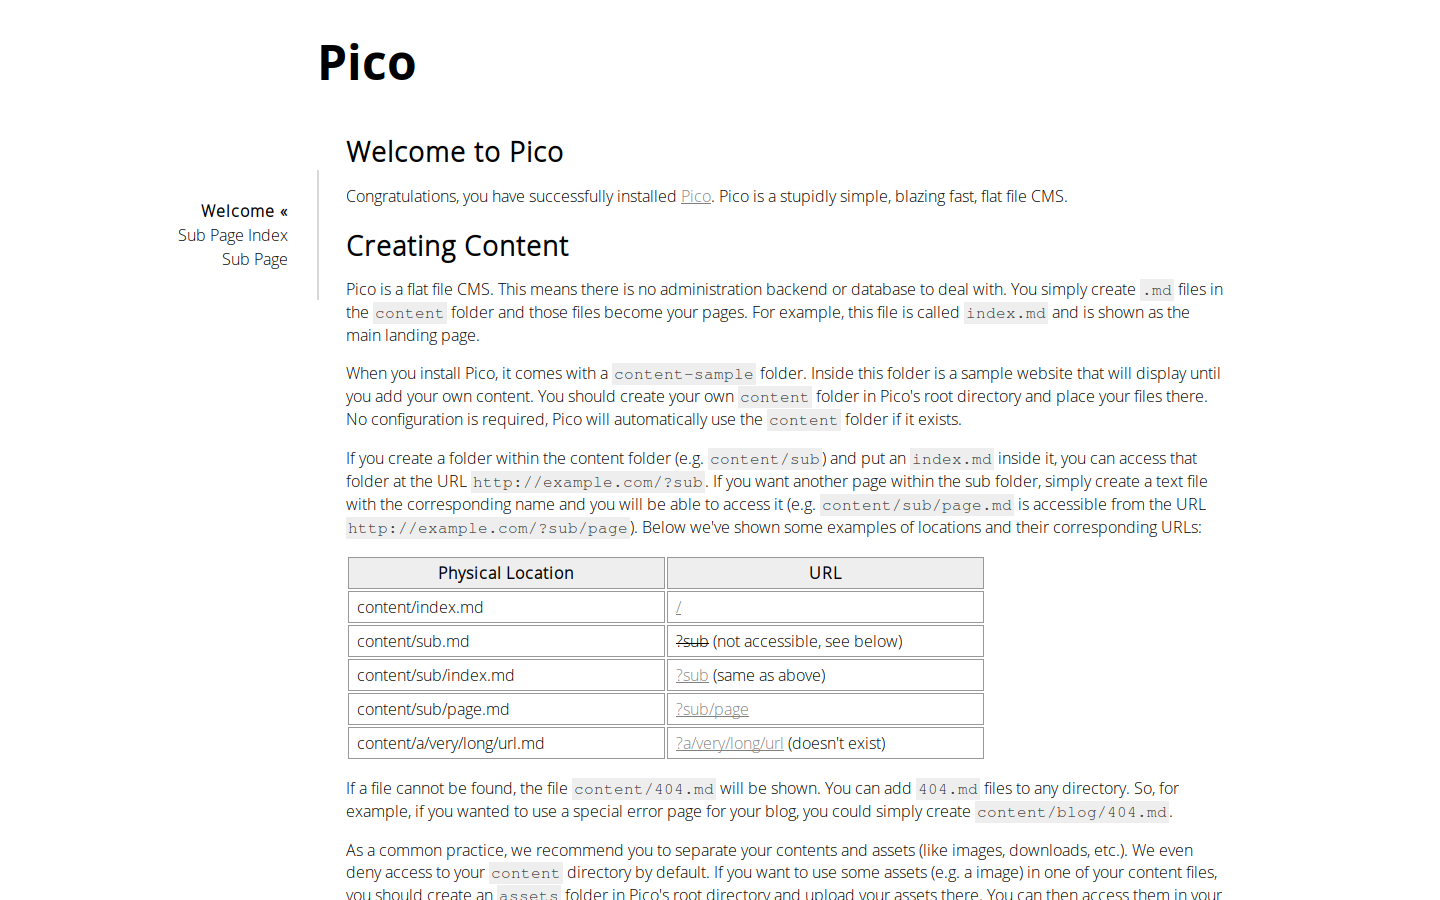 Pico
Welcome «
Sub Page Index
Sub Page
Welcome to Pico
Congratulations, you have successfully installed Pico. Pico is a stupidly simple, blazing fast, flat file CMS.
Creating Content
Pico is a flat file CMS. This means there is no administration backend or database to deal with. You simply create .md files in
the content folder and those files become your pages. For example, this file is called index.md and is shown as the
main landing page.
When you install Pico, it comes with a content-sample folder. Inside this folder is a sample website that will display until
you add your own content. You should create your own content folder in Pico's root directory and place your files there.
No configuration is required, Pico will automatically use the content folder if it exists.
If you create a folder within the content folder (e.g. content/sub) and put an index.md inside it, you can access that
folder at the URL http://example.com/?sub. If you want another page within the sub folder, simply create a text file
with the corresponding name and you will be able to access it (e.g. content/sub/page.md is accessible from the URL
http://example.com/?sub/page). Below we've shown some examples of locations and their corresponding URLs:
Physical Location URL
content/index.md /
content/sub.md ?sub (not accessible, see below)
content/sub/index.md ?sub (same as above)
content/sub/page.md ?sub/page
content/a/very/long/url.md ?a/very/long/url (doesn't exist)
If a file cannot be found, the file content/404.md will be shown. You can add 404.md files to any directory. So, for
example, if you wanted to use a special error page for your blog, you could simply create content/blog/404.md.
As a common practice, we recommend you to separate your contents and assets (like images, downloads, etc.). We even
deny access to your content directory by default. If you want to use some assets (e.g. a image) in one of your content files,
you should create an assets folder in Pico's root directory and upload your assets there. You can then access them in your